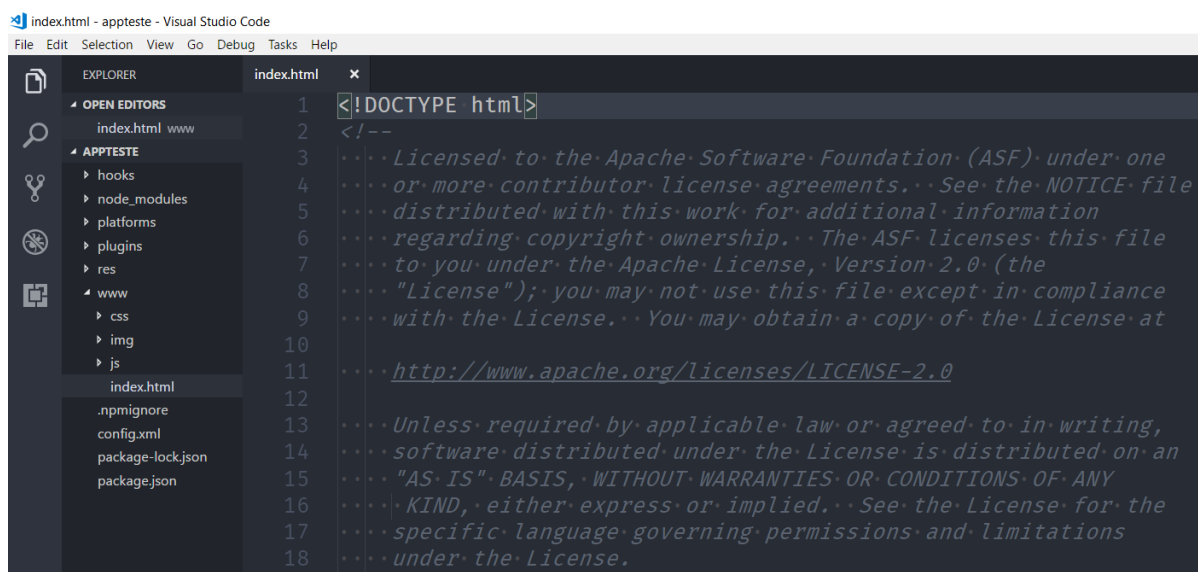 index.html - appteste - Visual Studio Code
File Edit Selection View Go Debug Tasks Help
EXPLORER
OPEN EDITORS
index.html www
APPTESTE
hooks
node_modules
platforms
plugins
res
www
css
img
js
index.html
.npmignore
config.xml
package-lock.json
package.json
index.html ×
1 <!DOCTYPE html>
2 <!--
3 Licensed to the Apache Software Foundation (ASF) under one
4 or more contributor license agreements.  See the NOTICE file
5 distributed with this work for additional information
6 regarding copyright ownership.  The ASF licenses this file
7 to you under the Apache License, Version 2.0 (the
8 "License"); you may not use this file except in compliance
9 with the License.  You may obtain a copy of the License at
10
11 http://www.apache.org/licenses/LICENSE-2.0
12
13 Unless required by applicable law or agreed to in writing,
14 software distributed under the License is distributed on an
15 "AS IS" BASIS, WITHOUT WARRANTIES OR CONDITIONS OF ANY
16 KIND, either express or implied.  See the License for the
17 specific language governing permissions and limitations
18 under the License.